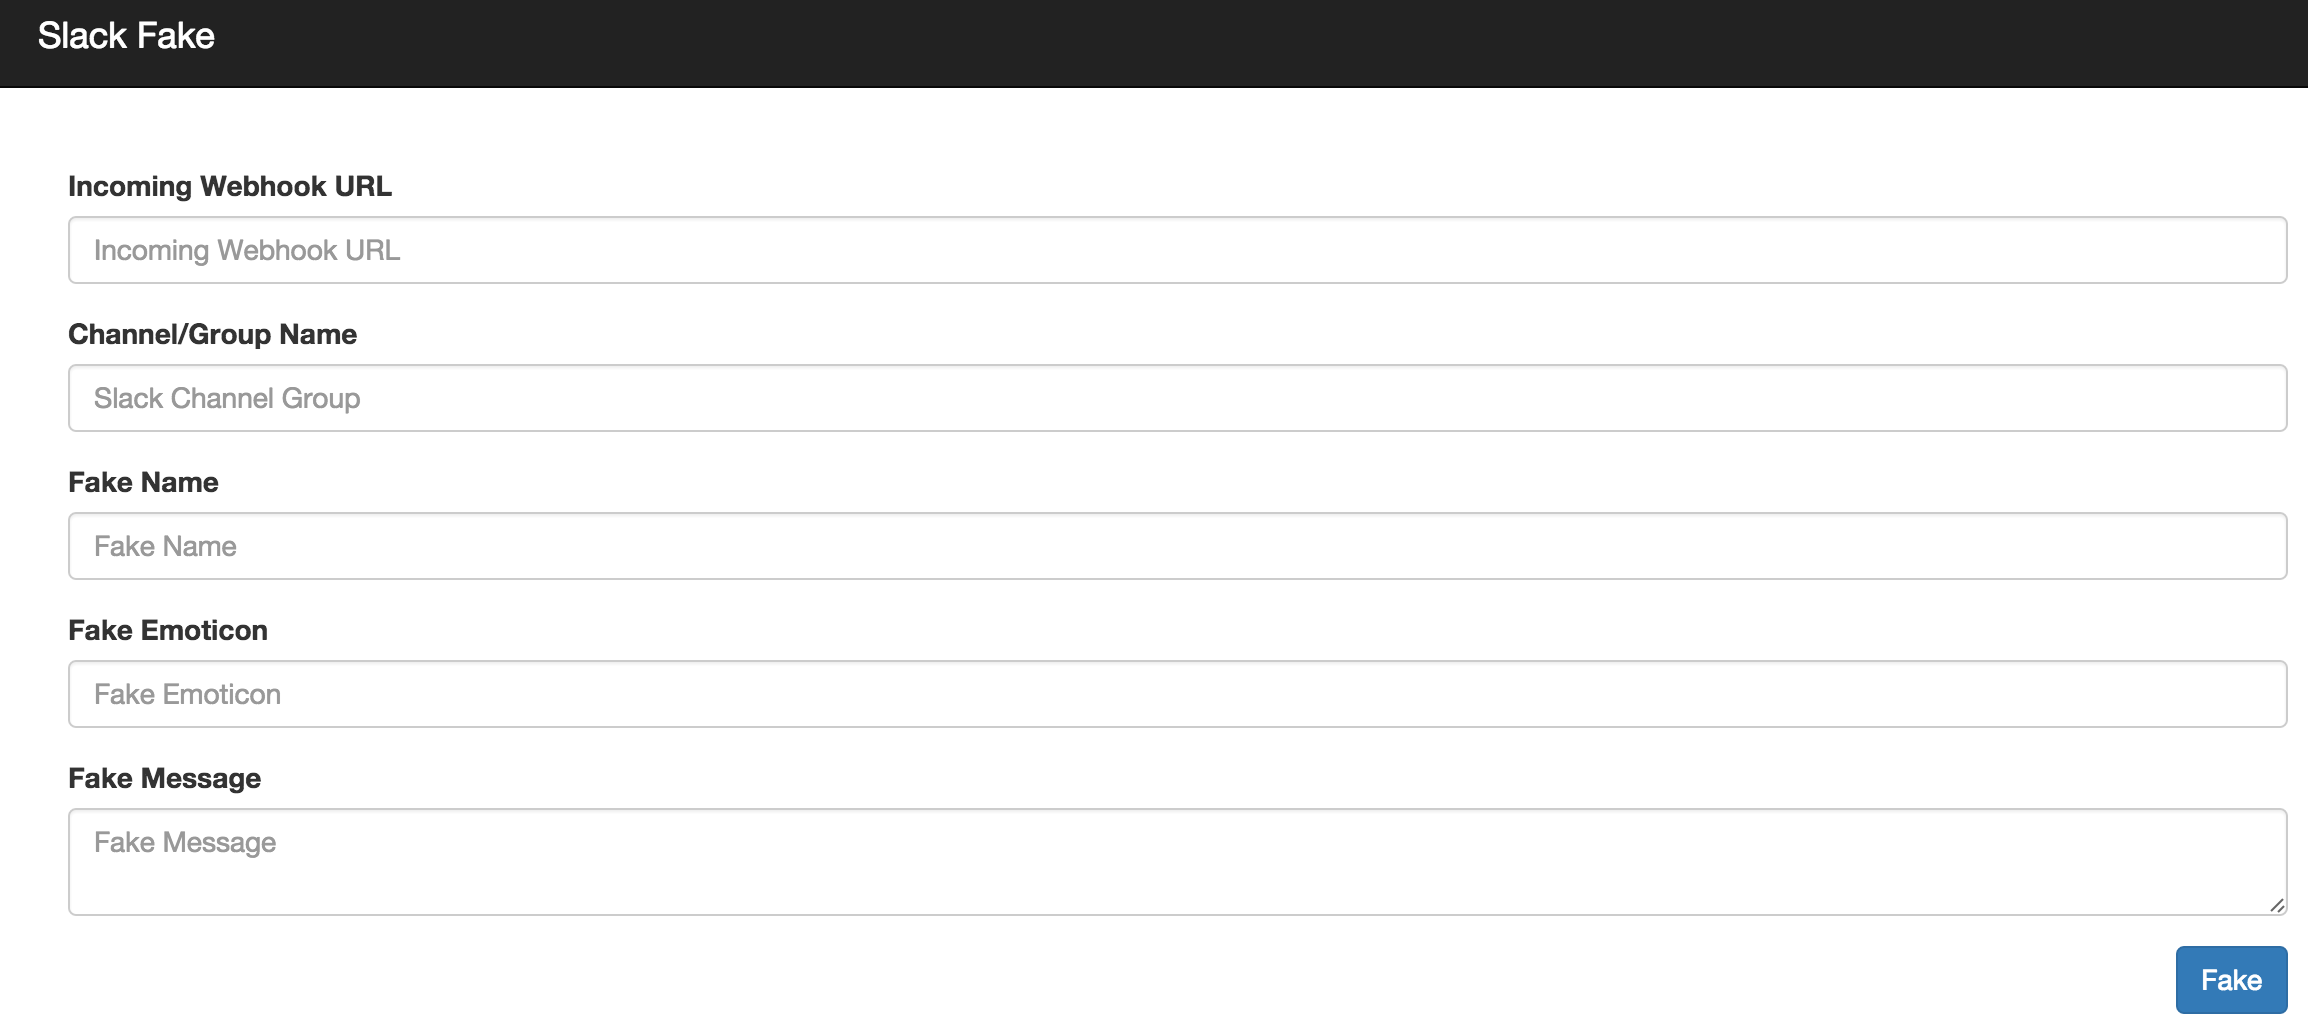 Slack Fake
Incoming Webhook URL
Incoming Webhook URL
Channel/Group Name
Slack Channel Group
Fake Name
Fake Name
Fake Emoticon
Fake Emoticon
Fake Message
Fake Message
Fake